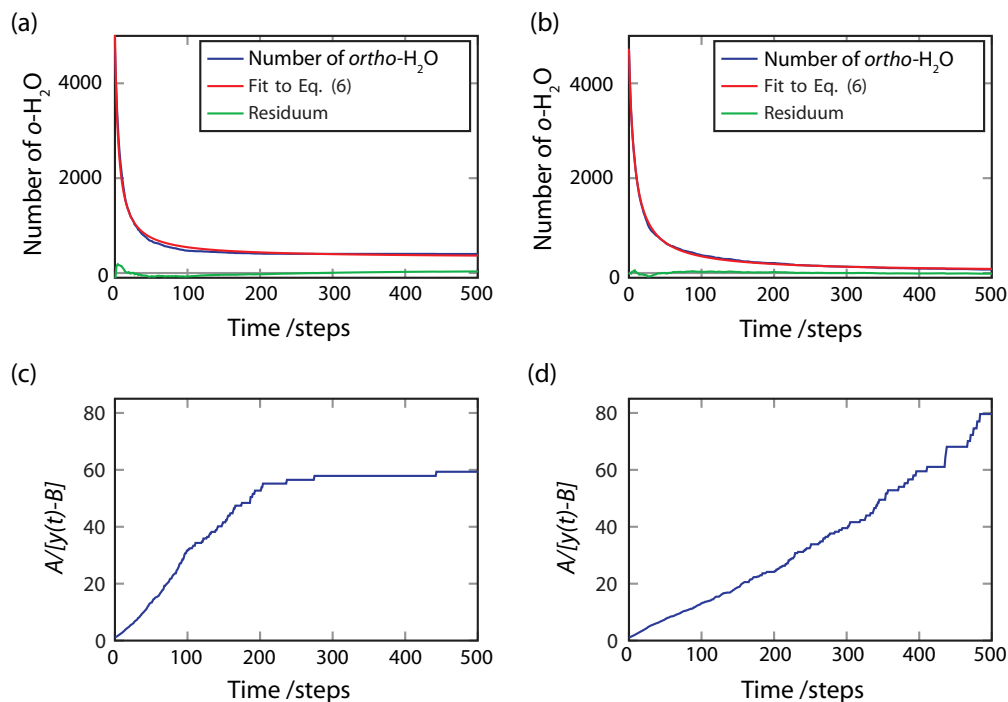 (a)
Number of o-H2O
4000
2000
0
Number of ortho-H2O
Fit to Eq. (6)
Residuum
0 100 200 300 400 500
Time /steps
(b)
Number of o-H2O
4000
2000
0
Number of ortho-H2O
Fit to Eq. (6)
Residuum
0 100 200 300 400 500
Time /steps
(c)
A/[y(t)-B]
80
60
40
20
0
0 100 200 300 400 500
Time /steps
(d)
A/[y(t)-B]
80
60
40
20
0
0 100 200 300 400 500
Time /steps